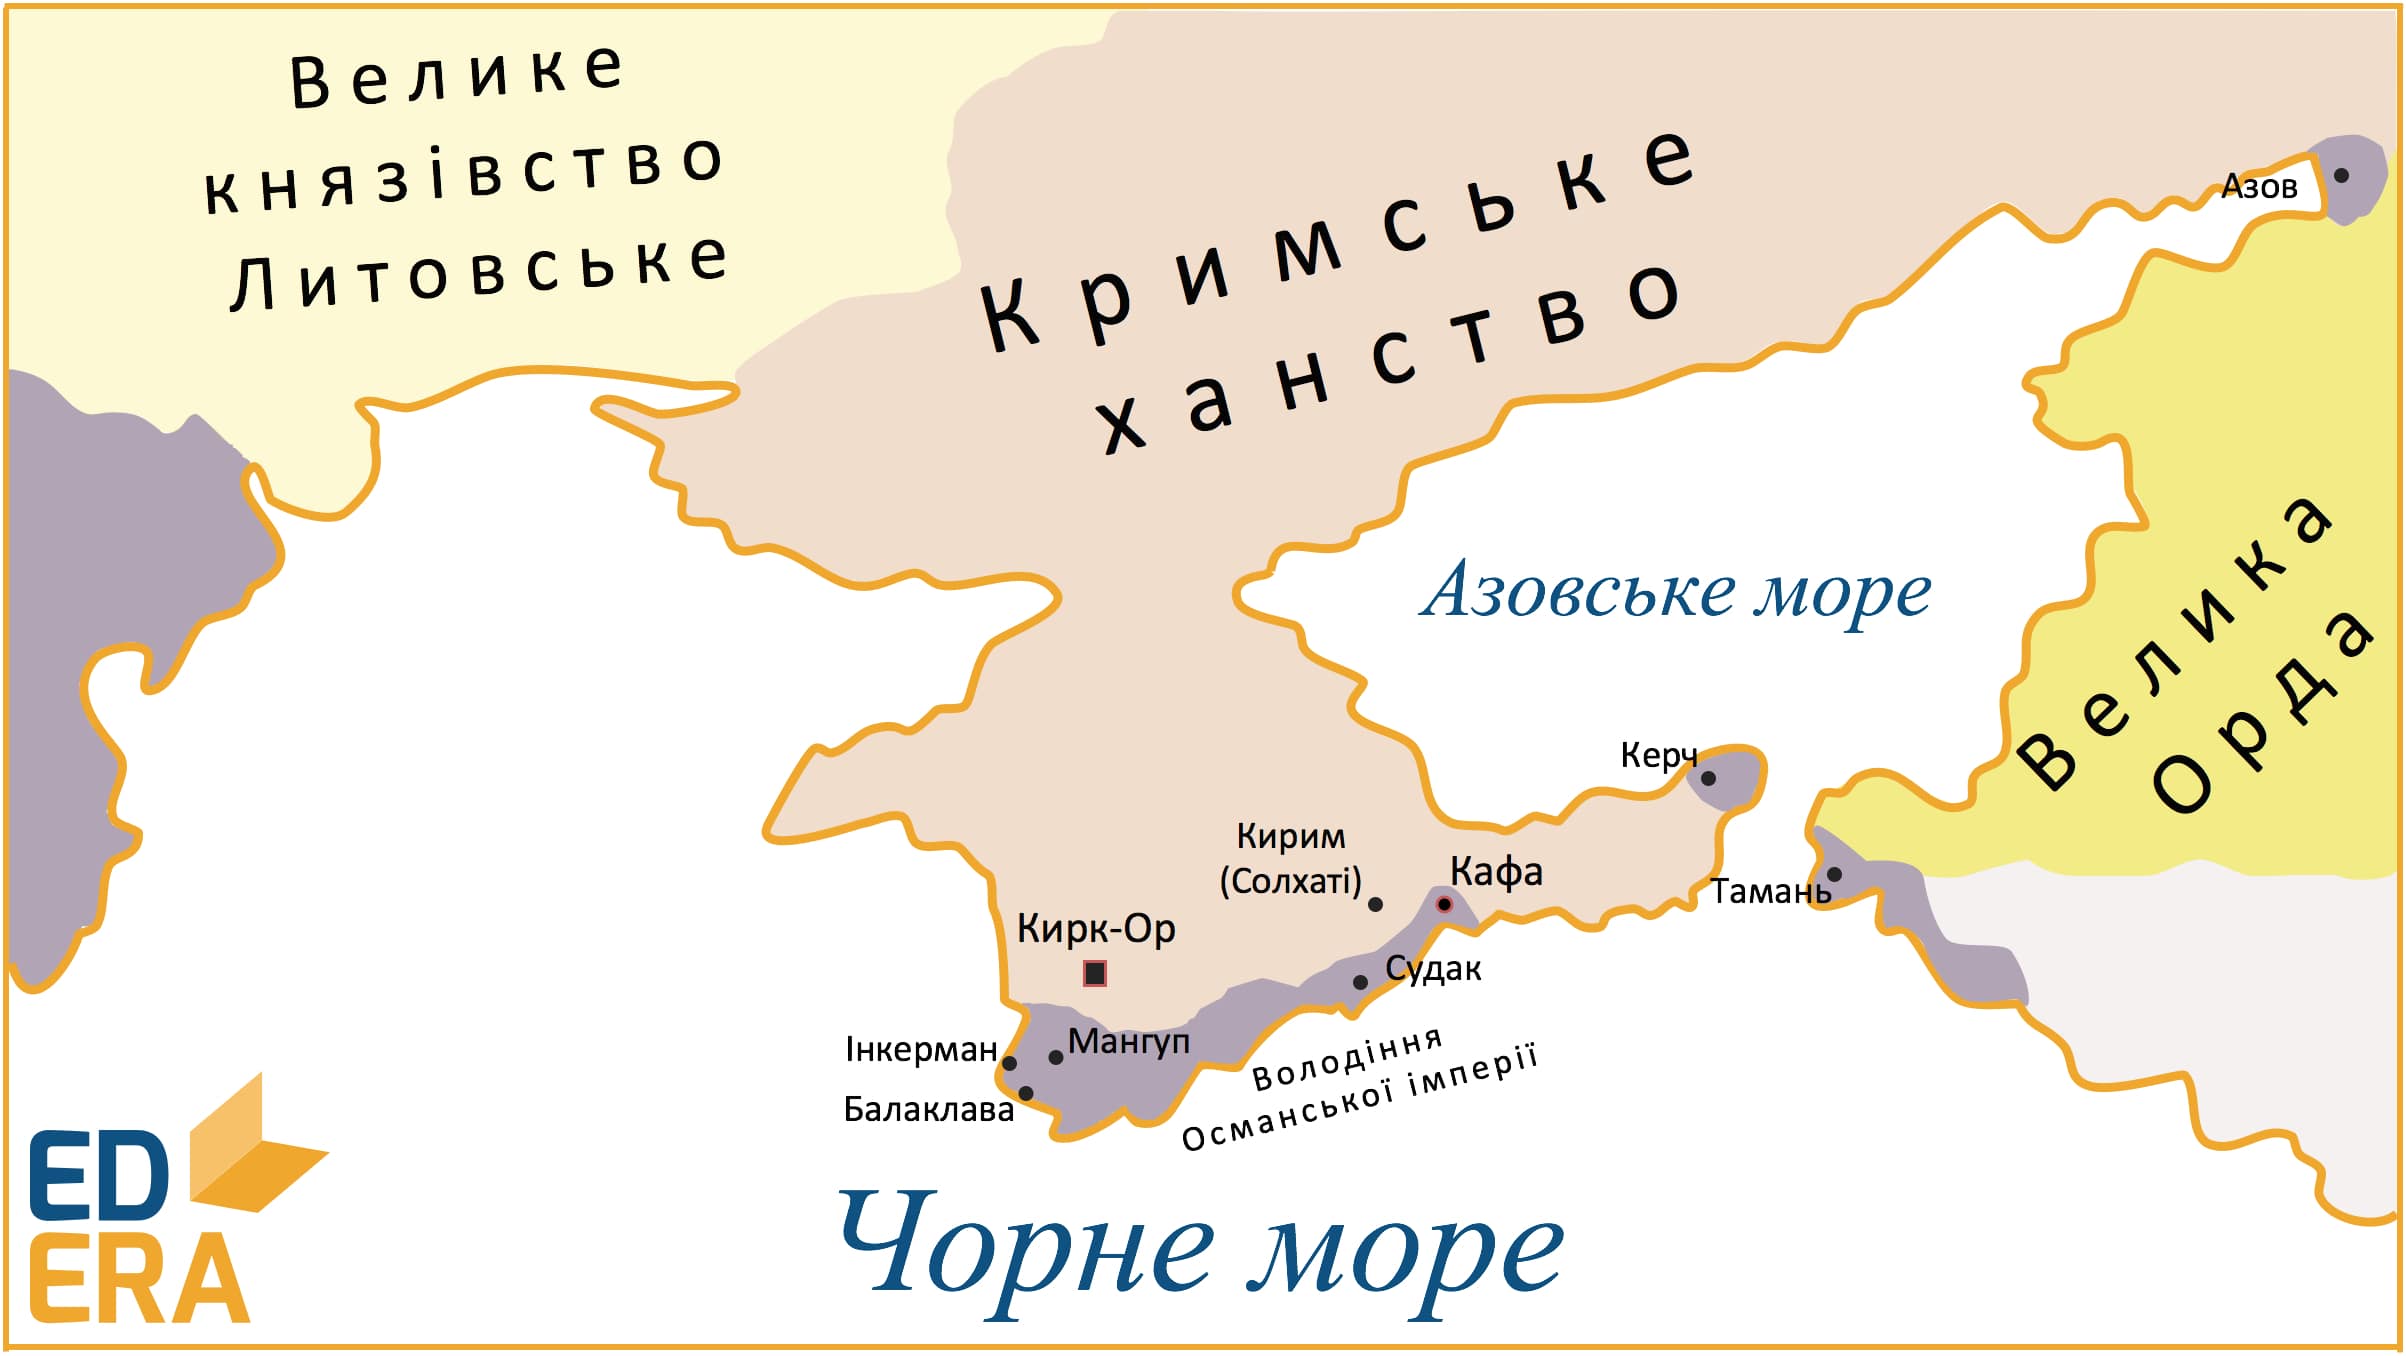 Велике
князівство
Литовське
Кримське
ханство
Азов
Азовське море
Велика
Орда
Керч
Кирим
(Солхаті)
Кафа
Тамань
Кирк-Ор
Судак
Інкерман
Мангуп
Балаклава
Володіння
Османської імперії
Чорне море
ED
ERA